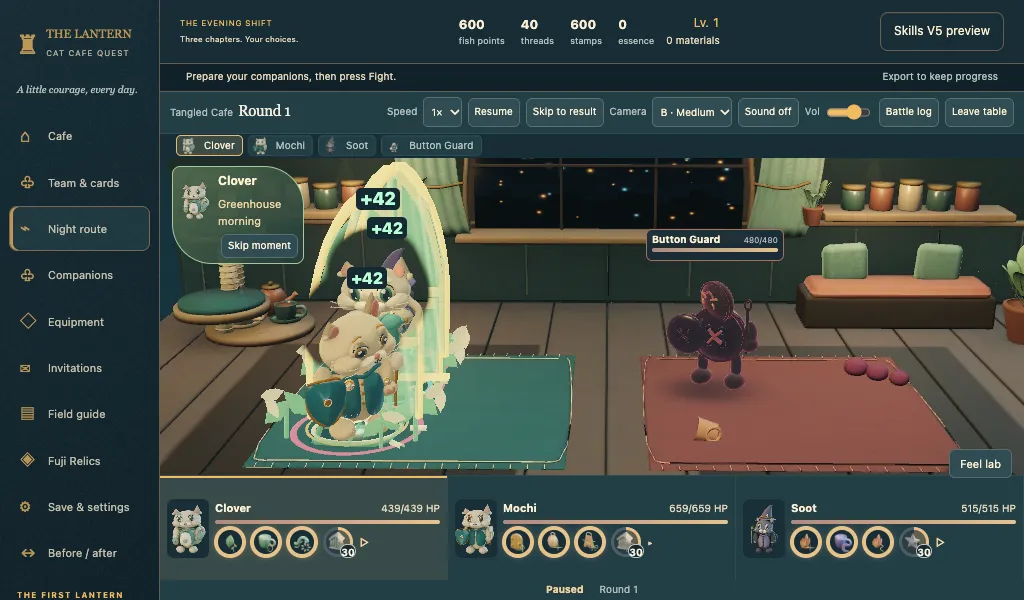 THE LANTERN
CAT CAFE QUEST
A little courage, every day.
Cafe
Team & cards
Night route
Companions
Equipment
Invitations
Field guide
Fuji Relics
Save & settings
Before / after
THE FIRST LANTERN
THE EVENING SHIFT
Three chapters. Your choices.
600 fish points
40 threads
600 stamps
0 essence
Lv. 1
0 materials
Skills V5 preview
Prepare your companions, then press Fight.
Export to keep progress
Tangled Cafe Round 1
Speed 1x Resume Skip to result Camera B · Medium Sound off Vol Battle log Leave table
Clover Mochi Soot Button Guard
Clover
Greenhouse
morning
Skip moment
+42
+42
+42
Button Guard 480/480
Feel lab
Clover 439/439 HP
30
Mochi 659/659 HP
30
Soot 515/515 HP
30
Paused Round 1